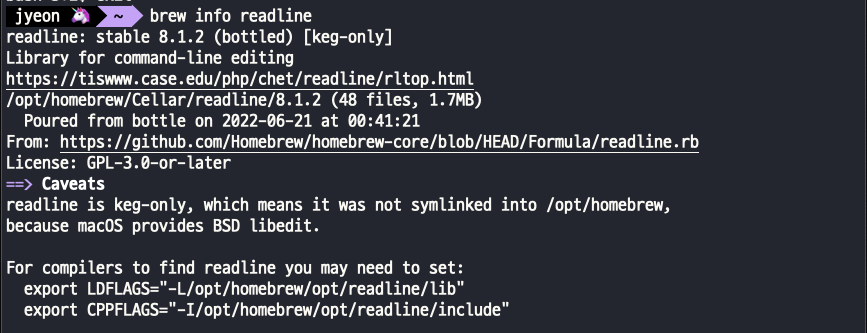 jyeon 🦄 ~ brew info readline
readline: stable 8.1.2 (bottled) [keg-only]
Library for command-line editing
https://tiswww.case.edu/php/chet/readline/rltop.html
/opt/homebrew/Cellar/readline/8.1.2 (48 files, 1.7MB)
  Poured from bottle on 2022-06-21 at 00:41:21
From: https://github.com/Homebrew/homebrew-core/blob/HEAD/Formula/readline.rb
License: GPL-3.0-or-later
==> Caveats
readline is keg-only, which means it was not symlinked into /opt/homebrew,
because macOS provides BSD libedit.

For compilers to find readline you may need to set:
  export LDFLAGS="-L/opt/homebrew/opt/readline/lib"
  export CPPFLAGS="-I/opt/homebrew/opt/readline/include"